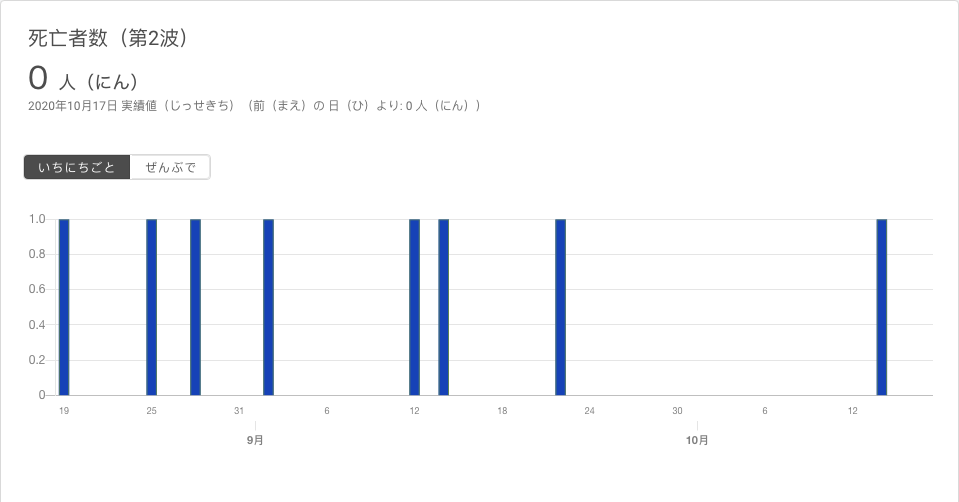 死亡者数（第2波）
0 人（にん）
2020年10月17日 実績値（じっせきち）（前（まえ）の 日（ひ）より: 0 人（にん））
いちにちごと ぜんぶで
1.0
0.8
0.6
0.4
0.2
0
19 25 31 6 12 18 24 30 6 12
9月 10月